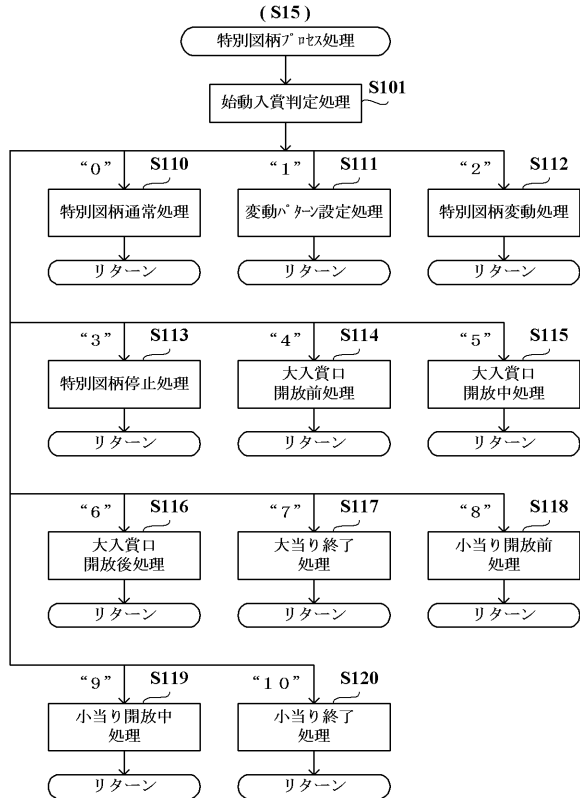 (S15)
特別図柄プロセス処理
S101
始動入賞判定処理
“０” S110 “１” S111 “２” S112
特別図柄通常処理 変動パターン設定処理 特別図柄変動処理
リターン リターン リターン
“３” S113 “４” S114 “５” S115
特別図柄停止処理 大入賞口 大入賞口
開放前処理 開放中処理
リターン リターン リターン
“６” S116 “７” S117 “８” S118
大入賞口 大当り終了 小当り開放前
開放後処理 処理 処理
リターン リターン リターン
“９” S119 “１０” S120
小当り開放中 小当り終了
処理 処理
リターン リターン